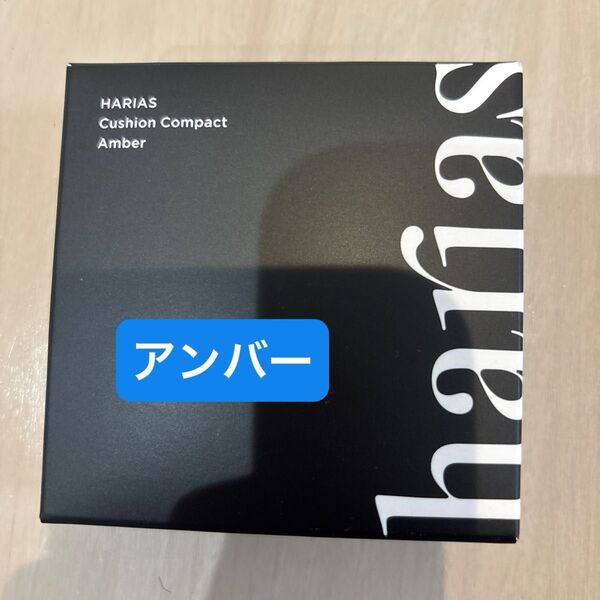 HARIAS
Cushion Compact
Amber
harias
アンバー